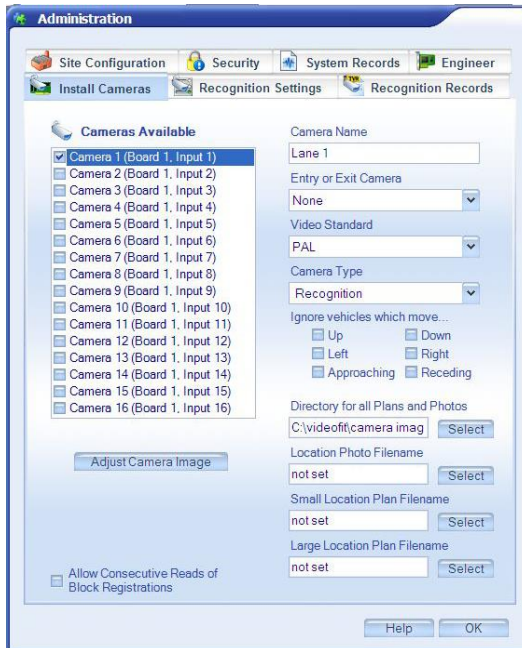 Administration
Site Configuration
Security
System Records
Engineer
Install Cameras
Recognition Settings
Recognition Records
Cameras Available
Camera 1 (Board 1, Input 1)
Camera 2 (Board 1, Input 2)
Camera 3 (Board 1, Input 3)
Camera 4 (Board 1, Input 4)
Camera 5 (Board 1, Input 5)
Camera 6 (Board 1, Input 6)
Camera 7 (Board 1, Input 7)
Camera 8 (Board 1, Input 8)
Camera 9 (Board 1, Input 9)
Camera 10 (Board 1, Input 10)
Camera 11 (Board 1, Input 11)
Camera 12 (Board 1, Input 12)
Camera 13 (Board 1, Input 13)
Camera 14 (Board 1, Input 14)
Camera 15 (Board 1, Input 15)
Camera 16 (Board 1, Input 16)
Adjust Camera Image
Allow Consecutive Reads of
Block Registrations
Camera Name
Lane 1
Entry or Exit Camera
None
Video Standard
PAL
Camera Type
Recognition
Ignore vehicles which move...
Up
Down
Left
Right
Approaching
Receding
Directory for all Plans and Photos
C:\videofit\camera imag
Select
Location Photo Filename
not set
Select
Small Location Plan Filename
not set
Select
Large Location Plan Filename
not set
Select
Help
OK